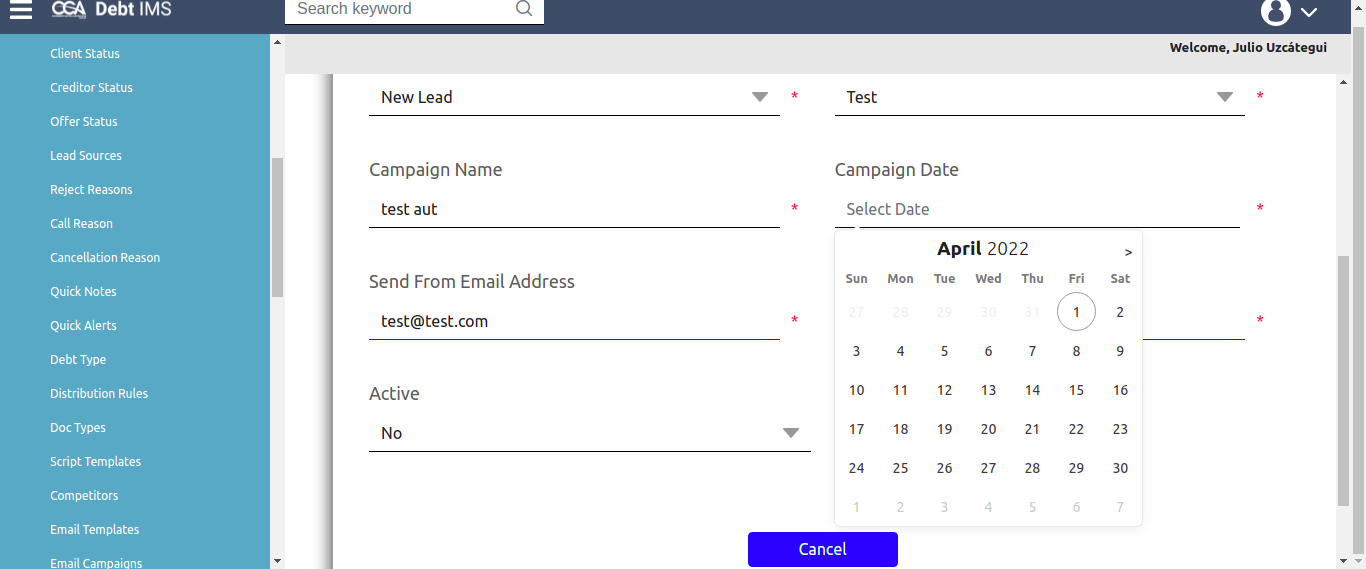 CGA Debt IMS
Search keyword
Welcome, Julio Uzcátegui
Client Status
Creditor Status
Offer Status
Lead Sources
Reject Reasons
Call Reason
Cancellation Reason
Quick Notes
Quick Alerts
Debt Type
Distribution Rules
Doc Types
Script Templates
Competitors
Email Templates
Email Campaigns
New Lead *
Test *
Campaign Name
test aut *
Campaign Date
Select Date *
April 2022 >
Sun Mon Tue Wed Thu Fri Sat
27 28 29 30 31 1 2
3 4 5 6 7 8 9
10 11 12 13 14 15 16
17 18 19 20 21 22 23
24 25 26 27 28 29 30
1 2 3 4 5 6 7
Send From Email Address
test@test.com *
*
Active
No
Cancel